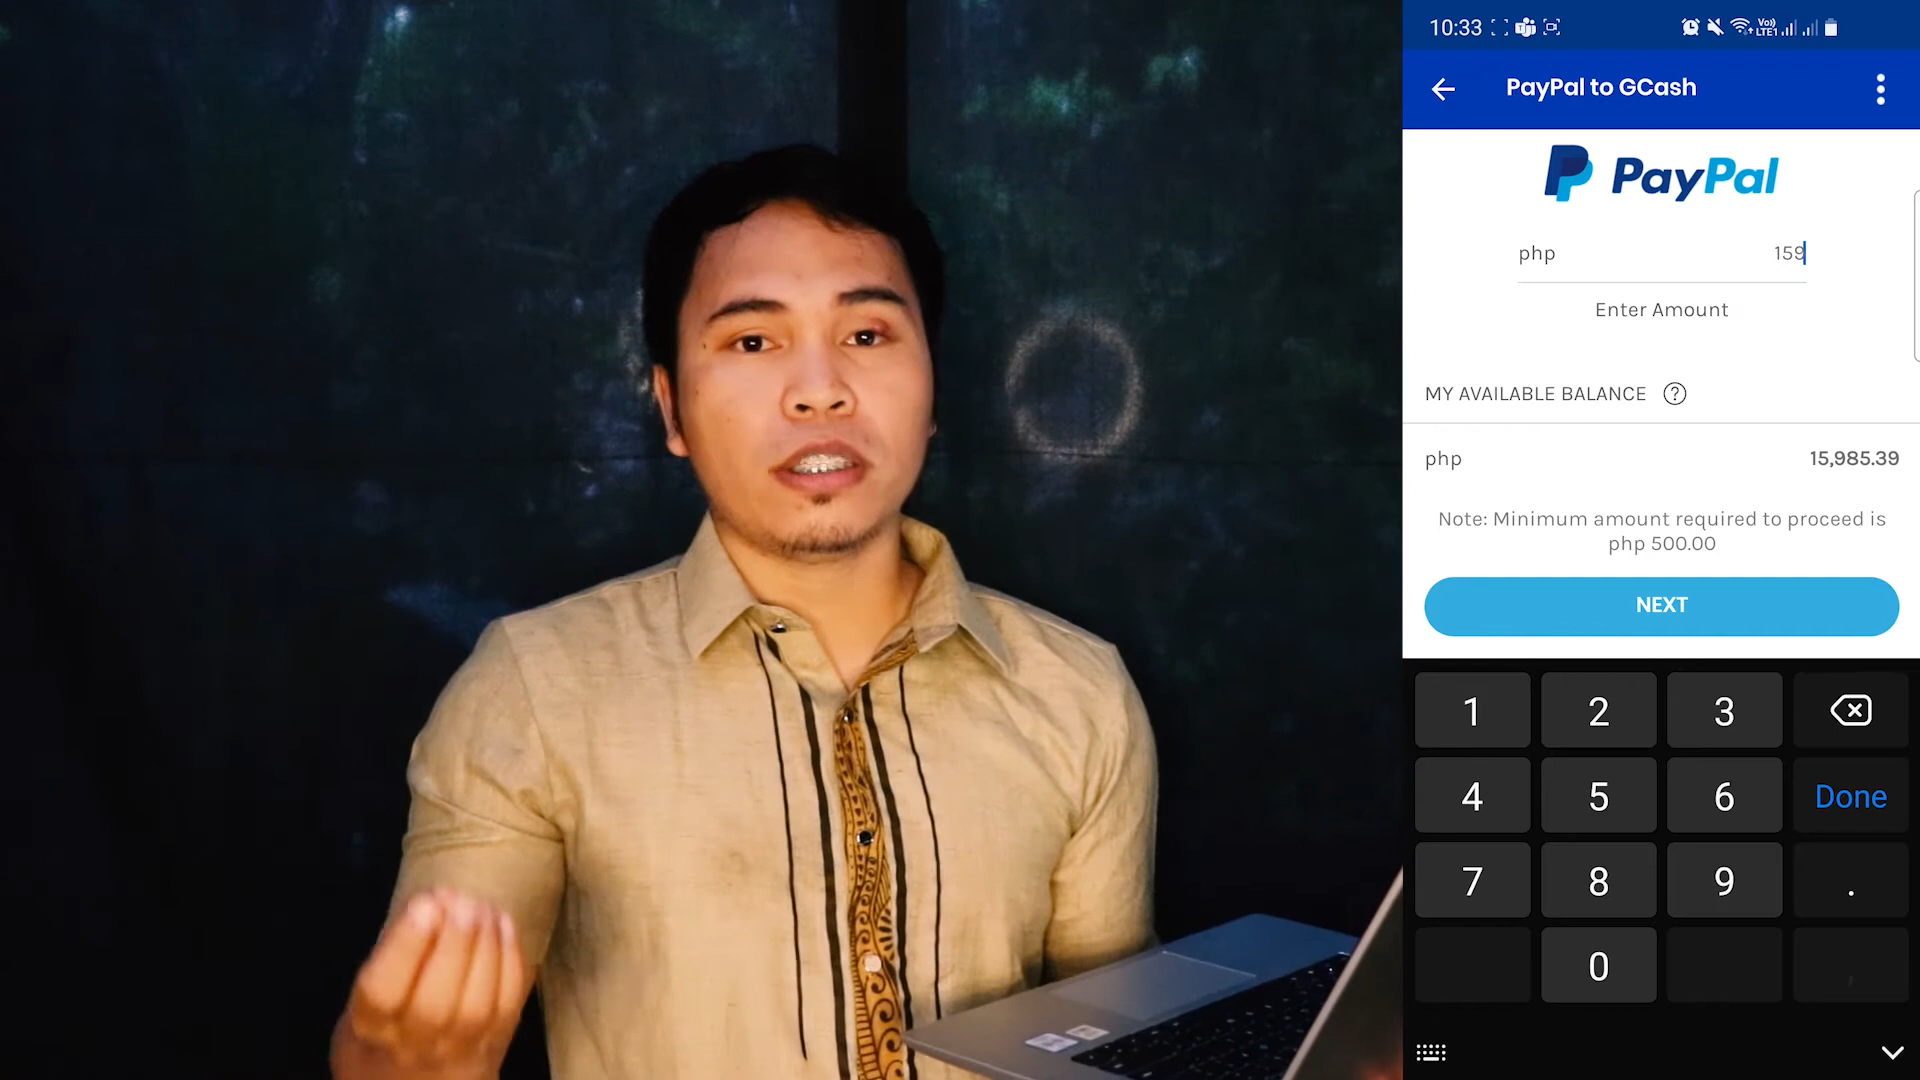 10:33
Vo)) LTE1
PayPal to GCash
PayPal
php 159
Enter Amount
MY AVAILABLE BALANCE ?
php 15,985.39
Note: Minimum amount required to proceed is
php 500.00
NEXT
1 2 3
4 5 6 Done
7 8 9 .
0 ,